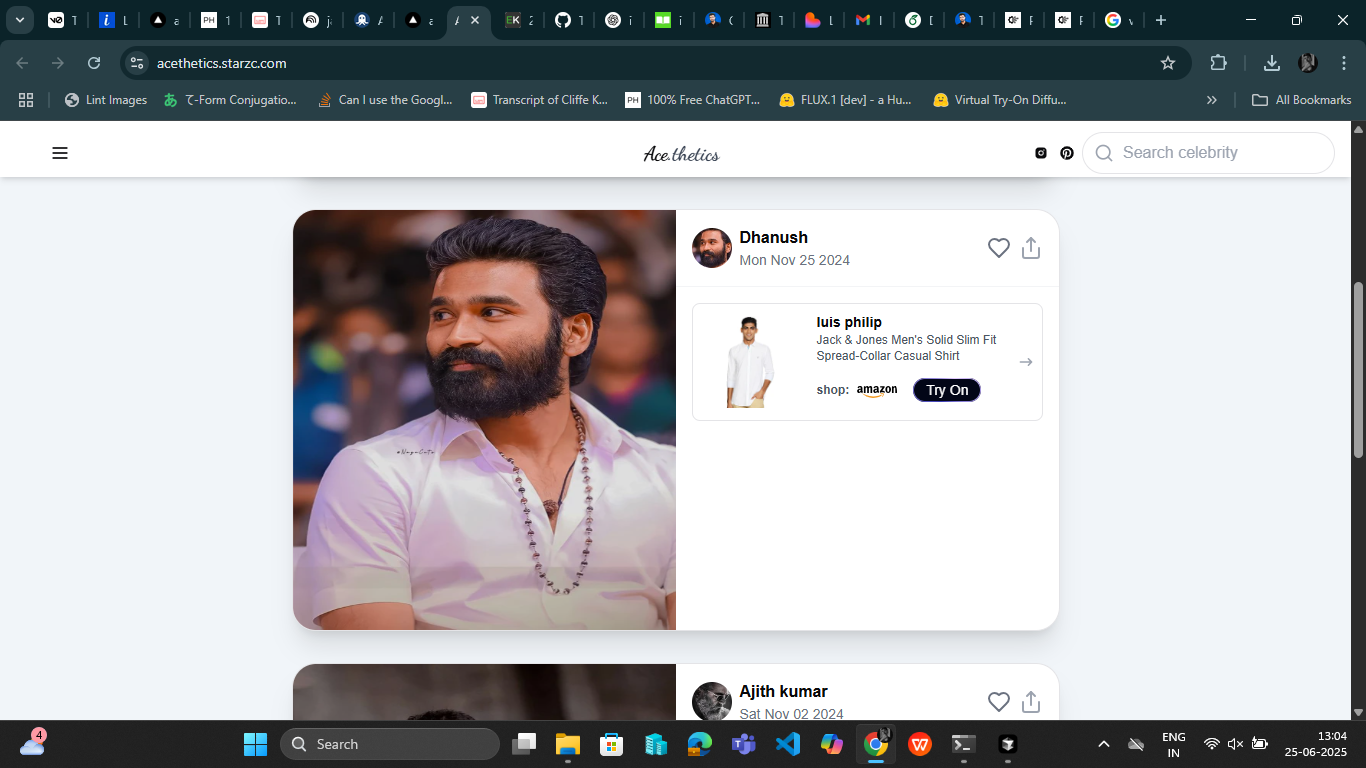 acethetics.starzc.com
Lint Images
て-Form Conjugatio...
Can I use the Googl...
Transcript of Cliffe K...
100% Free ChatGPT...
FLUX.1 [dev] - a Hu...
Virtual Try-On Diffu...
All Bookmarks
Ace.thetics
Search celebrity
Dhanush
Mon Nov 25 2024
luis philip
Jack & Jones Men's Solid Slim Fit
Spread-Collar Casual Shirt
shop: amazon Try On
Ajith kumar
Sat Nov 02 2024
4
Search
ENG
IN
13:04
25-06-2025